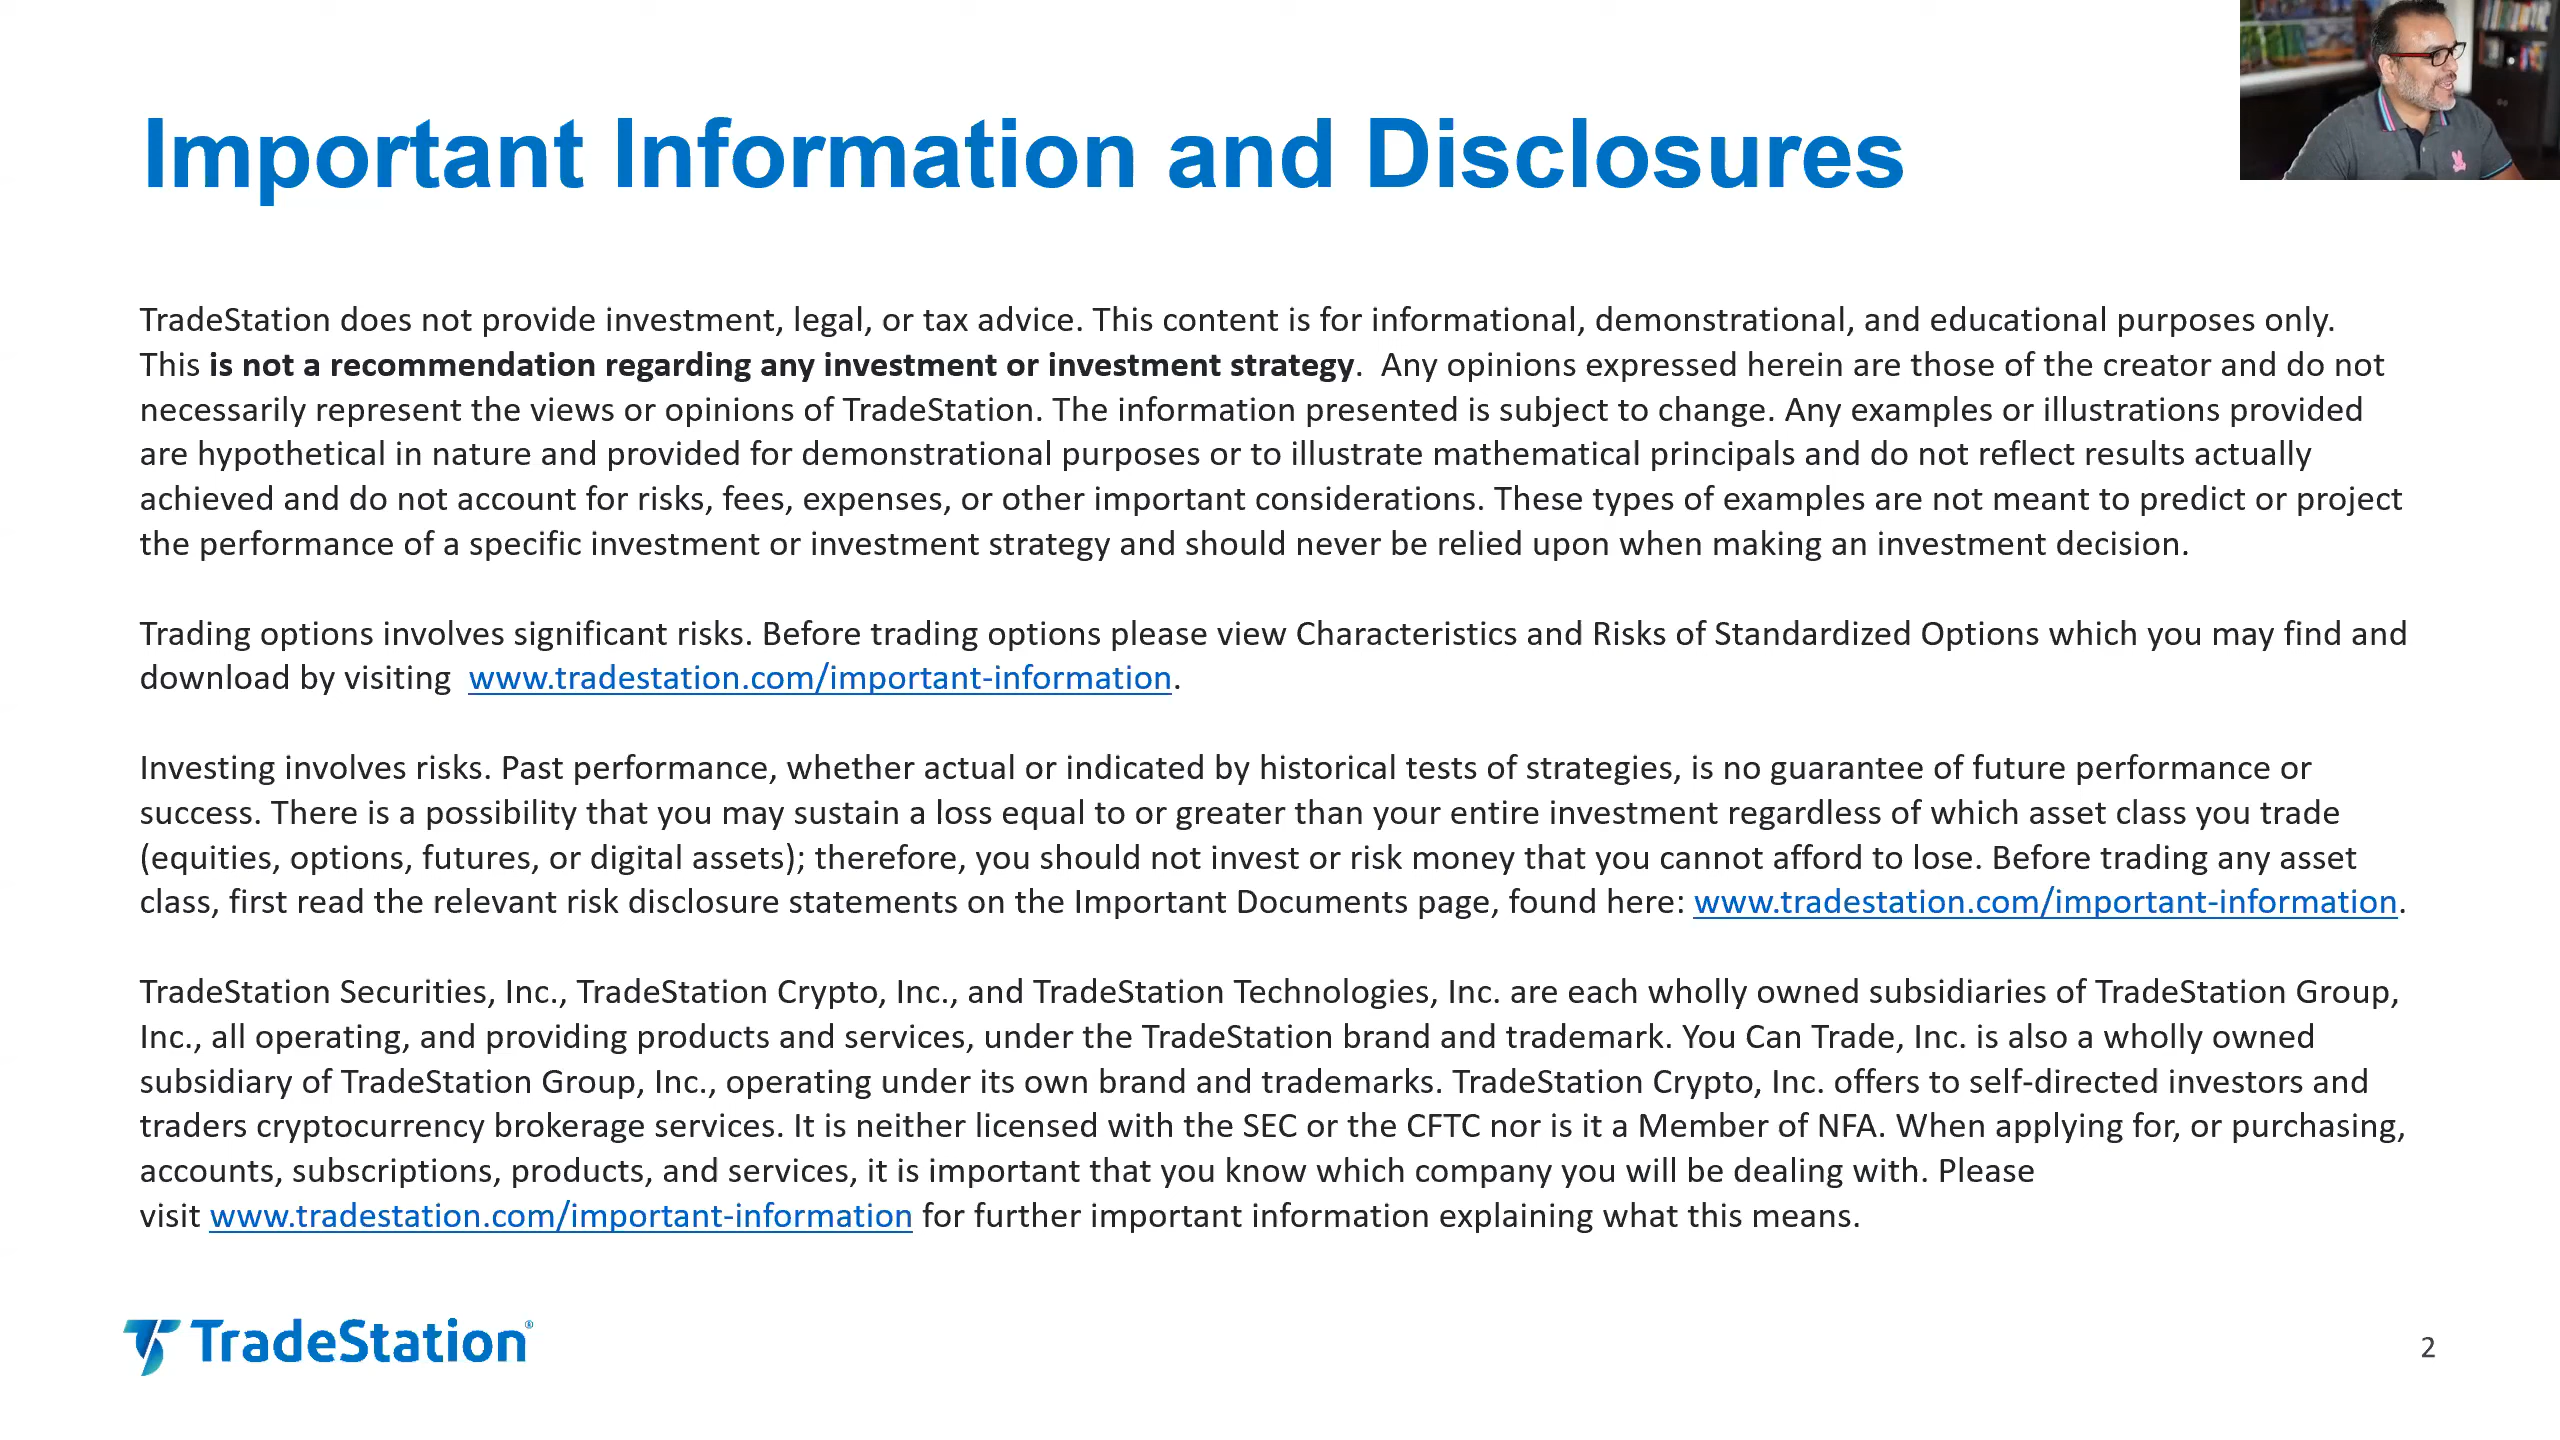 Important Information and Disclosures
TradeStation does not provide investment, legal, or tax advice. This content is for informational, demonstrational, and educational purposes only.
This is not a recommendation regarding any investment or investment strategy.  Any opinions expressed herein are those of the creator and do not
necessarily represent the views or opinions of TradeStation. The information presented is subject to change. Any examples or illustrations provided
are hypothetical in nature and provided for demonstrational purposes or to illustrate mathematical principals and do not reflect results actually
achieved and do not account for risks, fees, expenses, or other important considerations. These types of examples are not meant to predict or project
the performance of a specific investment or investment strategy and should never be relied upon when making an investment decision.
Trading options involves significant risks. Before trading options please view Characteristics and Risks of Standardized Options which you may find and
download by visiting  www.tradestation.com/important-information.
Investing involves risks. Past performance, whether actual or indicated by historical tests of strategies, is no guarantee of future performance or
success. There is a possibility that you may sustain a loss equal to or greater than your entire investment regardless of which asset class you trade
(equities, options, futures, or digital assets); therefore, you should not invest or risk money that you cannot afford to lose. Before trading any asset
class, first read the relevant risk disclosure statements on the Important Documents page, found here: www.tradestation.com/important-information.
TradeStation Securities, Inc., TradeStation Crypto, Inc., and TradeStation Technologies, Inc. are each wholly owned subsidiaries of TradeStation Group,
Inc., all operating, and providing products and services, under the TradeStation brand and trademark. You Can Trade, Inc. is also a wholly owned
subsidiary of TradeStation Group, Inc., operating under its own brand and trademarks. TradeStation Crypto, Inc. offers to self-directed investors and
traders cryptocurrency brokerage services. It is neither licensed with the SEC or the CFTC nor is it a Member of NFA. When applying for, or purchasing,
accounts, subscriptions, products, and services, it is important that you know which company you will be dealing with. Please
visit www.tradestation.com/important-information for further important information explaining what this means.
TradeStation®
2